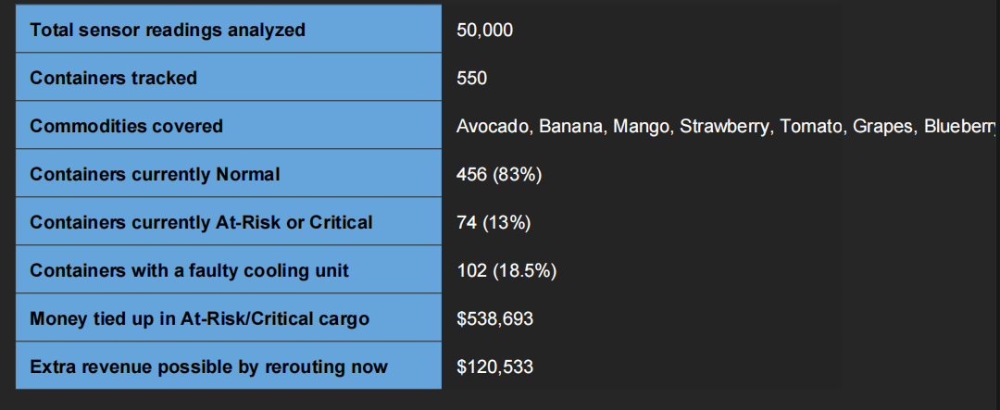 Total sensor readings analyzed 50,000
Containers tracked 550
Commodities covered Avocado, Banana, Mango, Strawberry, Tomato, Grapes, Blueberry
Containers currently Normal 456 (83%)
Containers currently At-Risk or Critical 74 (13%)
Containers with a faulty cooling unit 102 (18.5%)
Money tied up in At-Risk/Critical cargo $538,693
Extra revenue possible by rerouting now $120,533